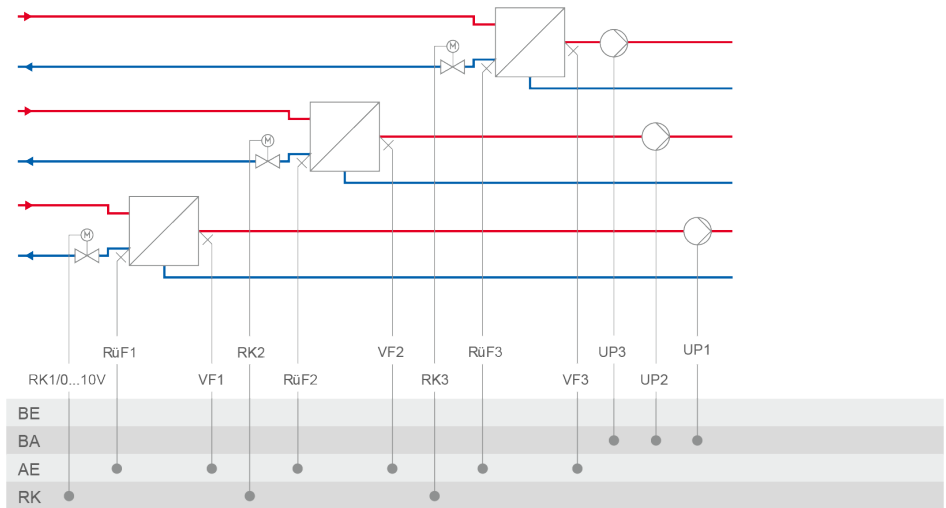 M
M
M
RüF1 RK2 VF2 RüF3 UP3 UP1
RK1/0...10V VF1 RüF2 RK3 VF3 UP2
BE
BA
AE
RK